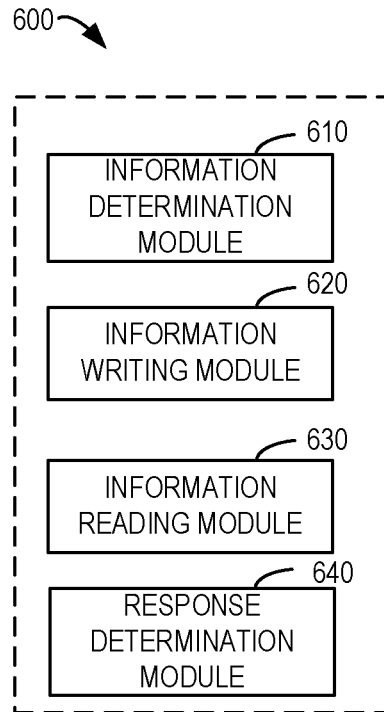 600
610
INFORMATION
DETERMINATION
MODULE
620
INFORMATION
WRITING MODULE
630
INFORMATION
READING MODULE
640
RESPONSE
DETERMINATION
MODULE